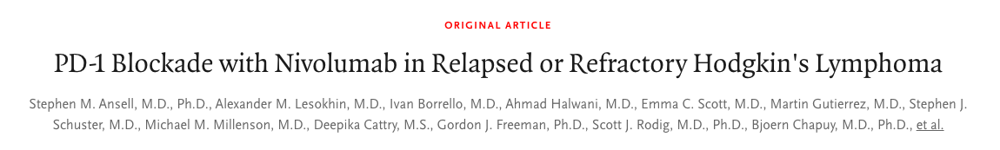 ORIGINAL ARTICLE
PD-1 Blockade with Nivolumab in Relapsed or Refractory Hodgkin's Lymphoma
Stephen M. Ansell, M.D., Ph.D., Alexander M. Lesokhin, M.D., Ivan Borrello, M.D., Ahmad Halwani, M.D., Emma C. Scott, M.D., Martin Gutierrez, M.D., Stephen J.
Schuster, M.D., Michael M. Millenson, M.D., Deepika Cattry, M.S., Gordon J. Freeman, Ph.D., Scott J. Rodig, M.D., Ph.D., Bjoern Chapuy, M.D., Ph.D., et al.